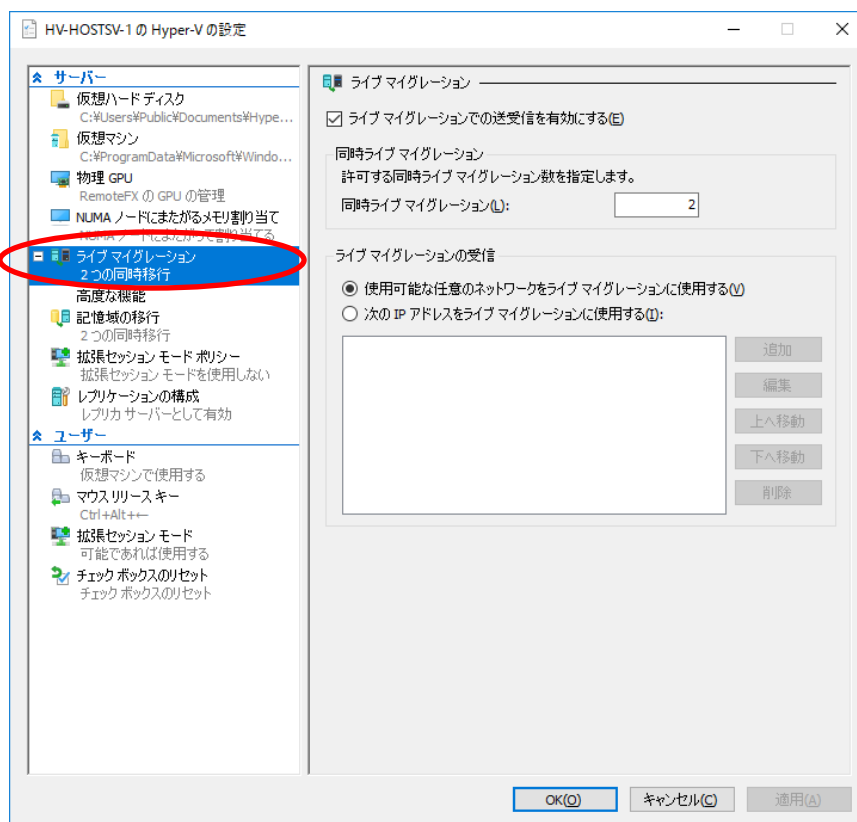 HV-HOSTSV-1 の Hyper-V の設定
サーバー
仮想ハード ディスク
C:¥Users¥Public¥Documents¥Hype...
仮想マシン
C:¥ProgramData¥Microsoft¥Windo...
物理 GPU
RemoteFX の GPU の管理
NUMA ノードにまたがるメモリ割り当て
NUMA ノードにまたがって割り当てる
ライブ マイグレーション
2 つの同時移行
高度な機能
記憶域の移行
2 つの同時移行
拡張セッション モード ポリシー
拡張セッション モードを使用しない
レプリケーションの構成
レプリカ サーバーとして有効
ユーザー
キーボード
仮想マシンで使用する
マウス リリース キー
Ctrl+Alt+←
拡張セッション モード
可能であれば使用する
チェック ボックスのリセット
チェック ボックスのリセット
ライブ マイグレーション
ライブ マイグレーションでの送受信を有効にする(E)
同時ライブ マイグレーション
許可する同時ライブ マイグレーション数を指定します。
同時ライブ マイグレーション(L): 2
ライブ マイグレーションの受信
使用可能な任意のネットワークをライブ マイグレーションに使用する(V)
次の IP アドレスをライブ マイグレーションに使用する(I):
追加
編集
上へ移動
下へ移動
削除
OK(O) キャンセル(C) 適用(A)